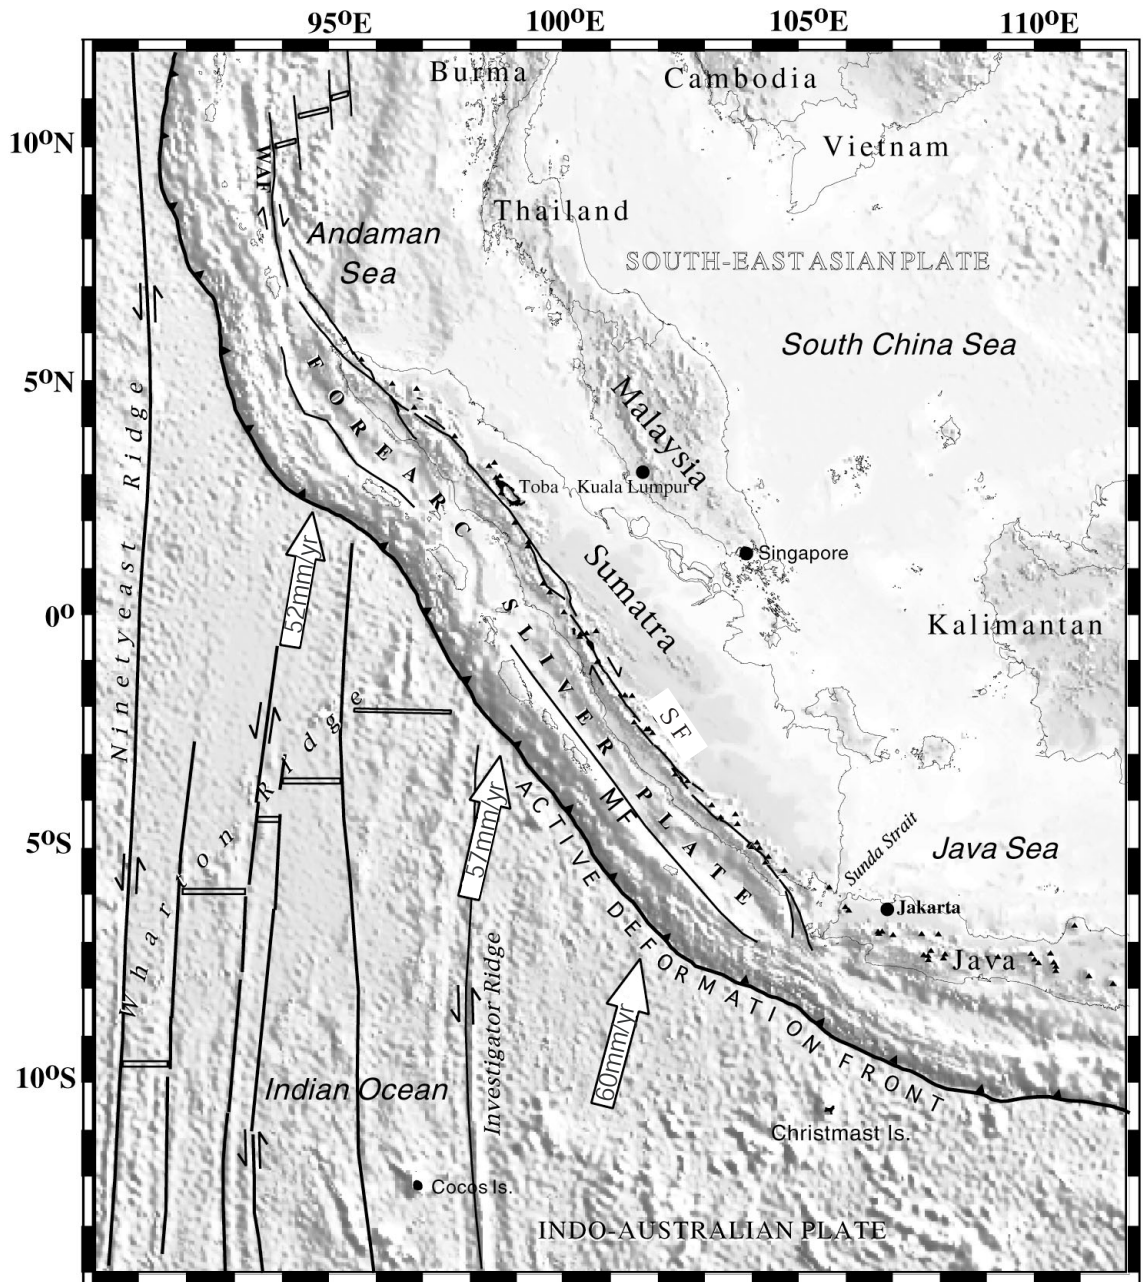 95ºE 100ºE 105ºE 110ºE
Burma
Cambodia
10ºN
Vietnam
WAF
Thailand
Andaman
Sea
SOUTH-EAST ASIAN PLATE
South China Sea
5ºN
Malaysia
FOREARC SLIVER PLATE
Toba
Kuala Lumpur
Ninetyeast Ridge
52mm/yr
Singapore
Sumatra
0º
Kalimantan
SF
Wharton Ridge
57mm/yr
MF
5ºS
Sunda Strait
Java Sea
Jakarta
Java
ACTIVE DEFORMATION FRONT
Investigator Ridge
60mm/yr
10ºS
Indian Ocean
Christmast Is.
Cocos Is.
INDO-AUSTRALIAN PLATE